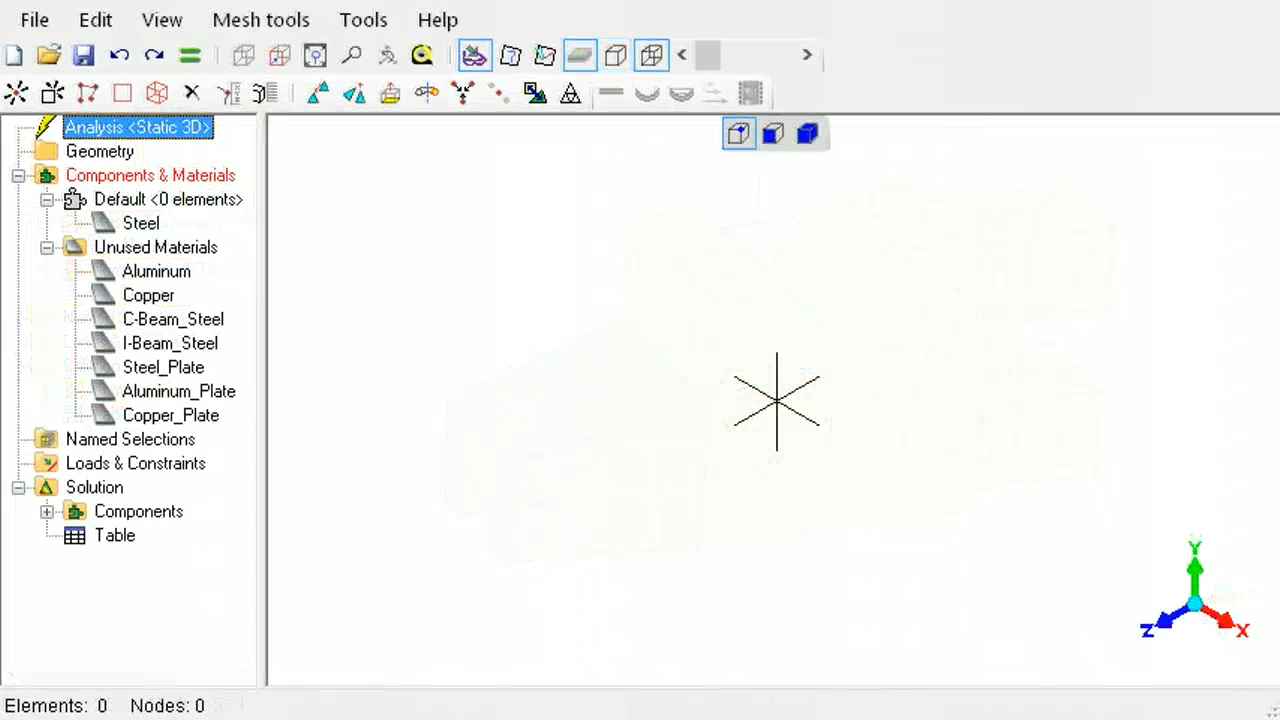 File Edit View Mesh tools Tools Help
Analysis <Static 3D>
Geometry
Components & Materials
Default <0 elements>
Steel
Unused Materials
Aluminum
Copper
C-Beam_Steel
I-Beam_Steel
Steel_Plate
Aluminum_Plate
Copper_Plate
Named Selections
Loads & Constraints
Solution
Components
Table
Y
Z X
Elements: 0 Nodes: 0